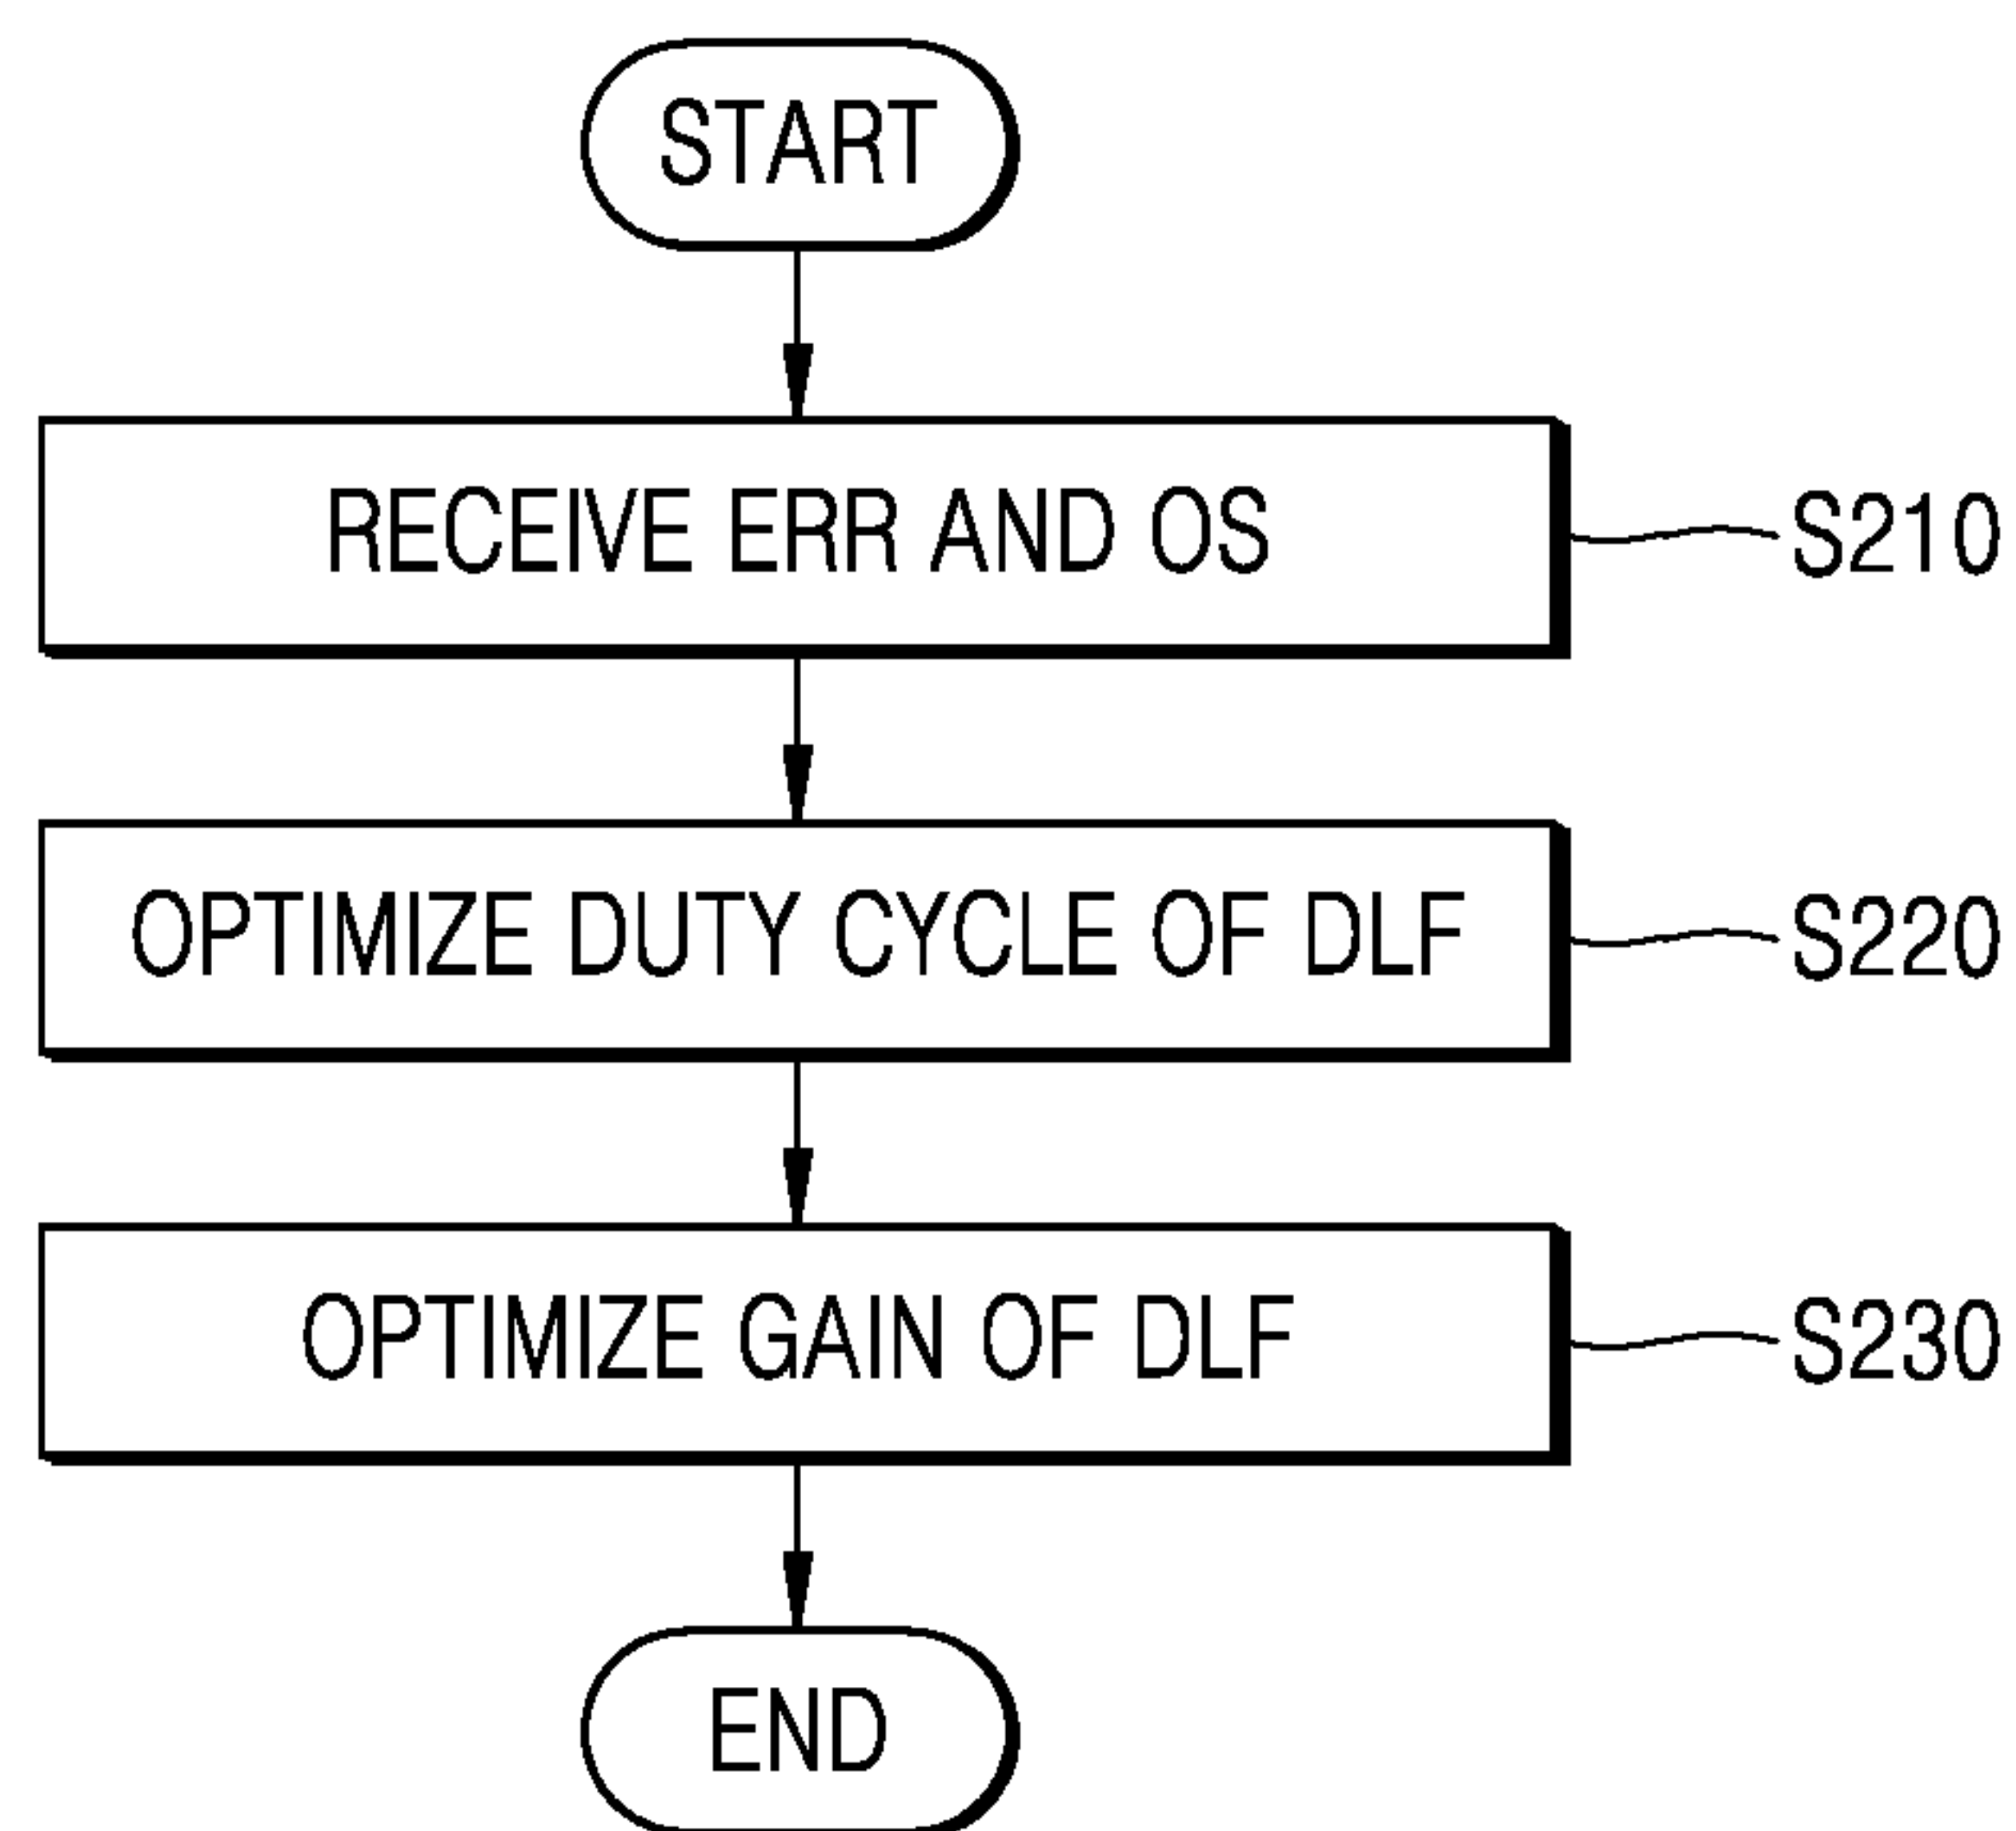 START
RECEIVE ERR AND OS
S210
OPTIMIZE DUTY CYCLE OF DLF
S220
OPTIMIZE GAIN OF DLF
S230
END